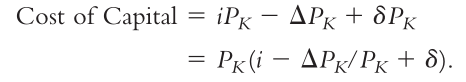 Cost of Capital = iP_K − ΔP_K + δP_K
= P_K(i − ΔP_K/P_K + δ).